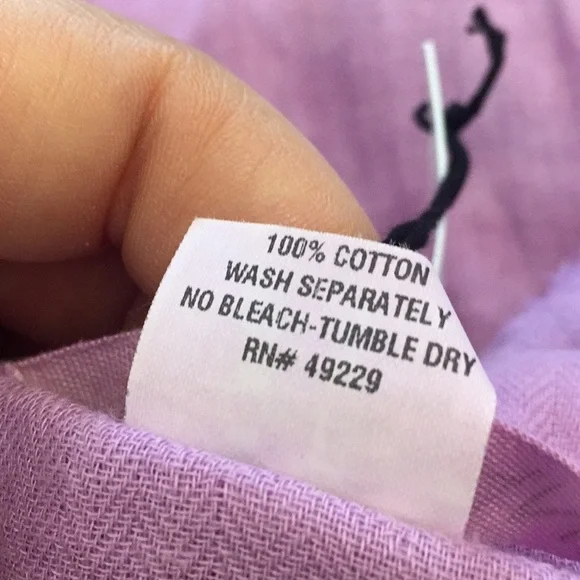 100% COTTON
WASH SEPARATELY
NO BLEACH-TUMBLE DRY
RN# 49229